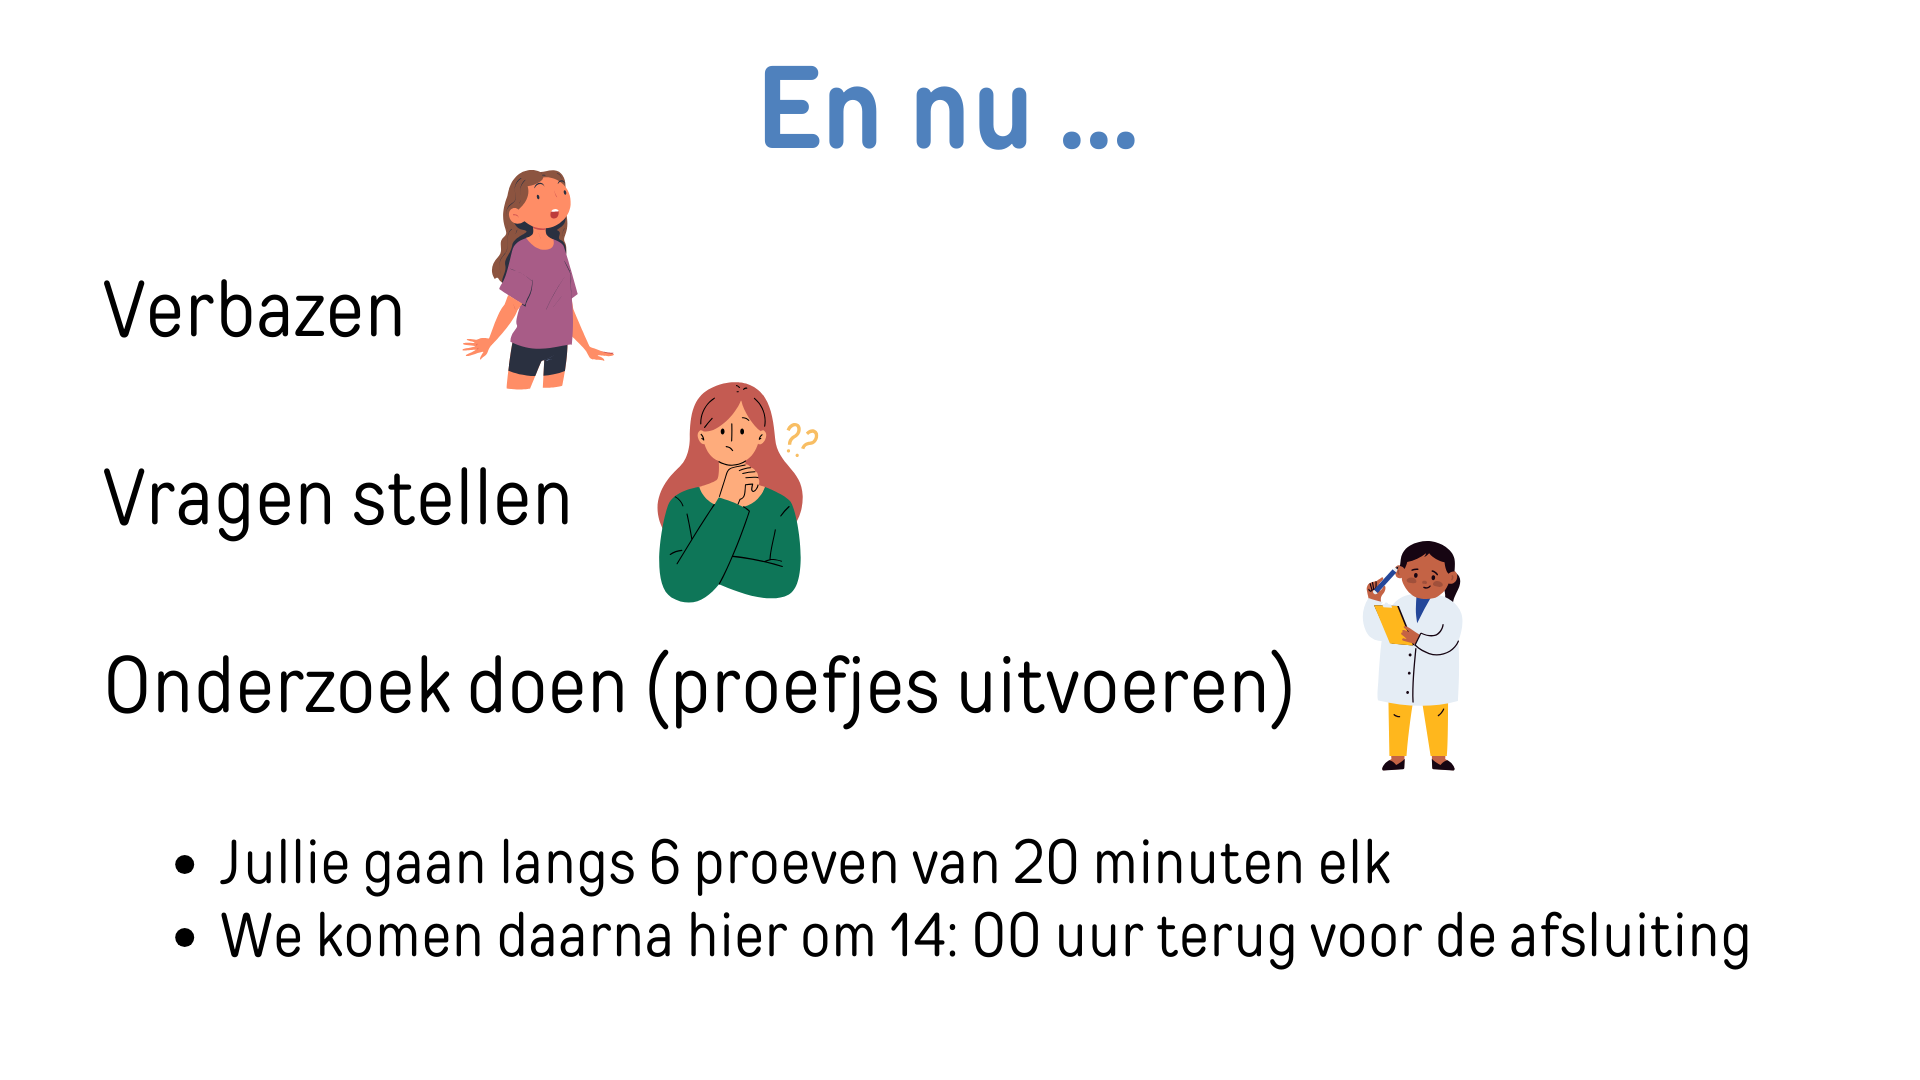 En nu ...
Verbazen
??
Vragen stellen
Onderzoek doen (proefjes uitvoeren)
• Jullie gaan langs 6 proeven van 20 minuten elk
• We komen daarna hier om 14: 00 uur terug voor de afsluiting